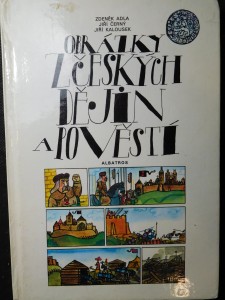 ZDENĚK ADLA
JIŘÍ ČERNÝ
JIŘÍ KALOUSEK
OBRÁZKY
Z ČESKÝCH
DĚJIN
A POVĚSTÍ
ALBATROS